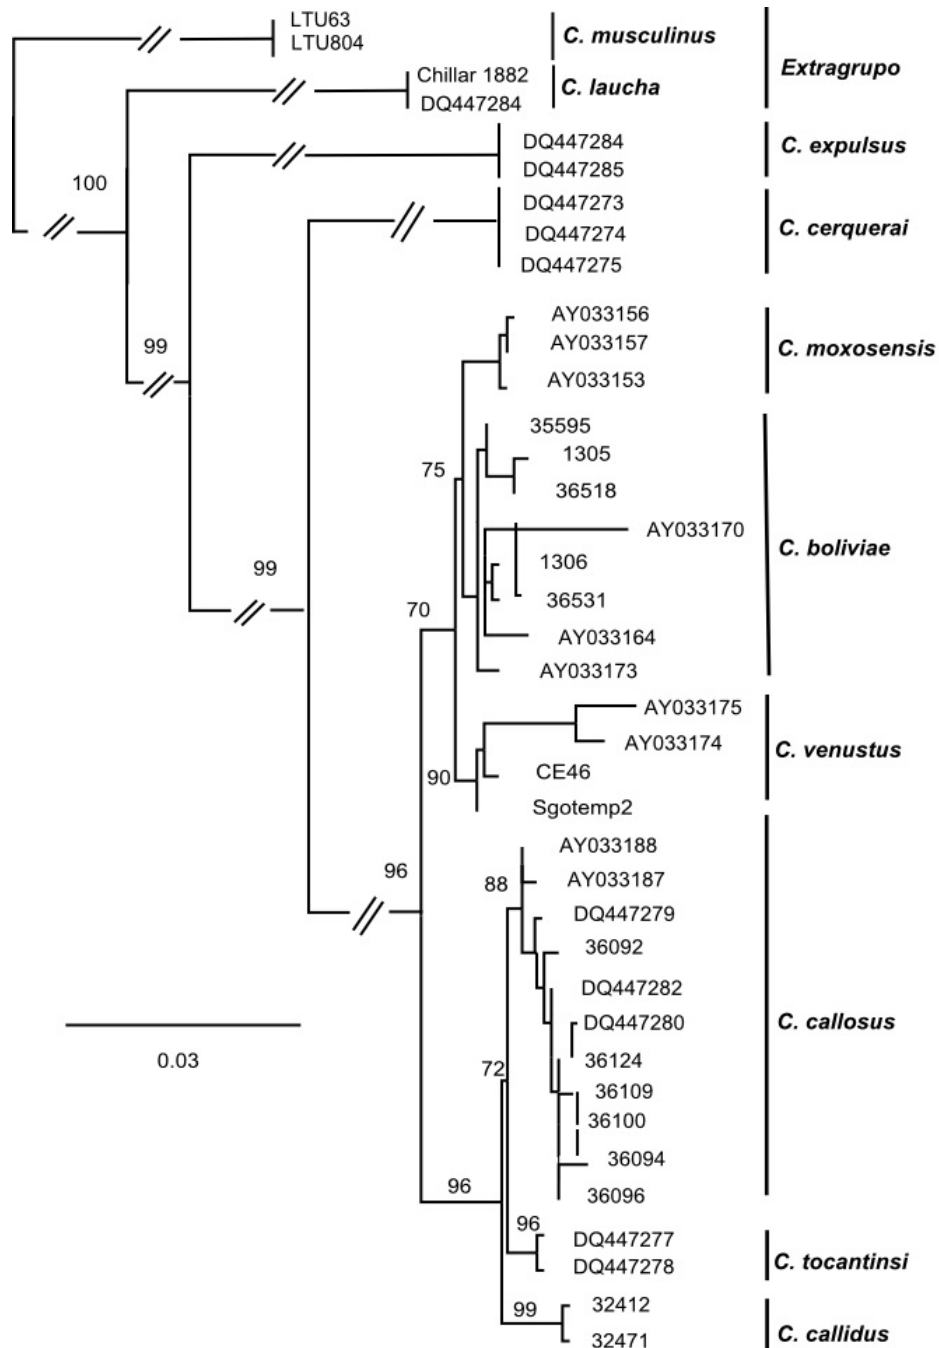 LTU63
LTU804
C. musculinus
Extragrupo
Chillar 1882
DQ447284
C. laucha
DQ447284
DQ447285
C. expulsus
100
DQ447273
DQ447274
DQ447275
C. cerquerai
99
AY033156
AY033157
AY033153
C. moxosensis
75
35595
1305
36518
AY033170
1306
36531
AY033164
AY033173
C. boliviae
99
70
AY033175
AY033174
CE46
Sgotemp2
C. venustus
90
96
88
AY033188
AY033187
DQ447279
36092
DQ447282
DQ447280
36124
36109
36100
36094
36096
C. callosus
0.03
72
96
96
DQ447277
DQ447278
C. tocantinsi
99
32412
32471
C. callidus